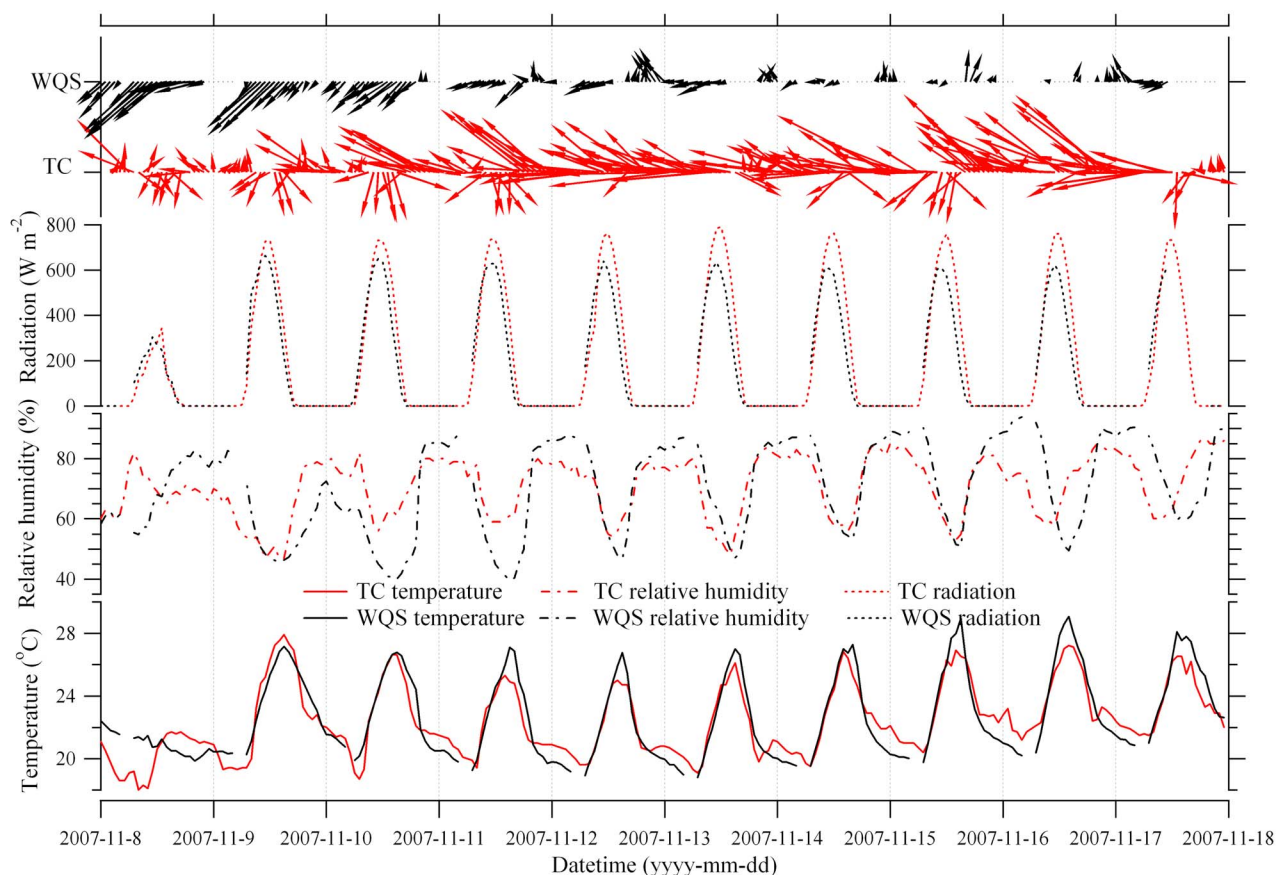 WQS
TC
Radiation (W m-2)
800
600
400
200
0
Relative humidity (%)
80
60
40
TC temperature
TC relative humidity
TC radiation
WQS temperature
WQS relative humidity
WQS radiation
Temperature (°C)
28
24
20
2007-11-8 2007-11-9 2007-11-10 2007-11-11 2007-11-12 2007-11-13 2007-11-14 2007-11-15 2007-11-16 2007-11-17 2007-11-18
Datetime (yyyy-mm-dd)